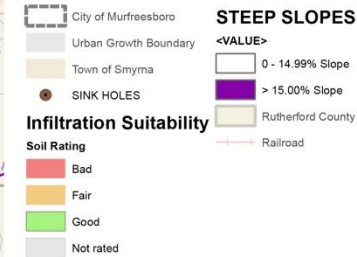 City of Murfreesboro
Urban Growth Boundary
Town of Smyrna
SINK HOLES
Infiltration Suitability
Soil Rating
Bad
Fair
Good
Not rated
STEEP SLOPES
<VALUE>
0 - 14.99% Slope
> 15.00% Slope
Rutherford County
Railroad